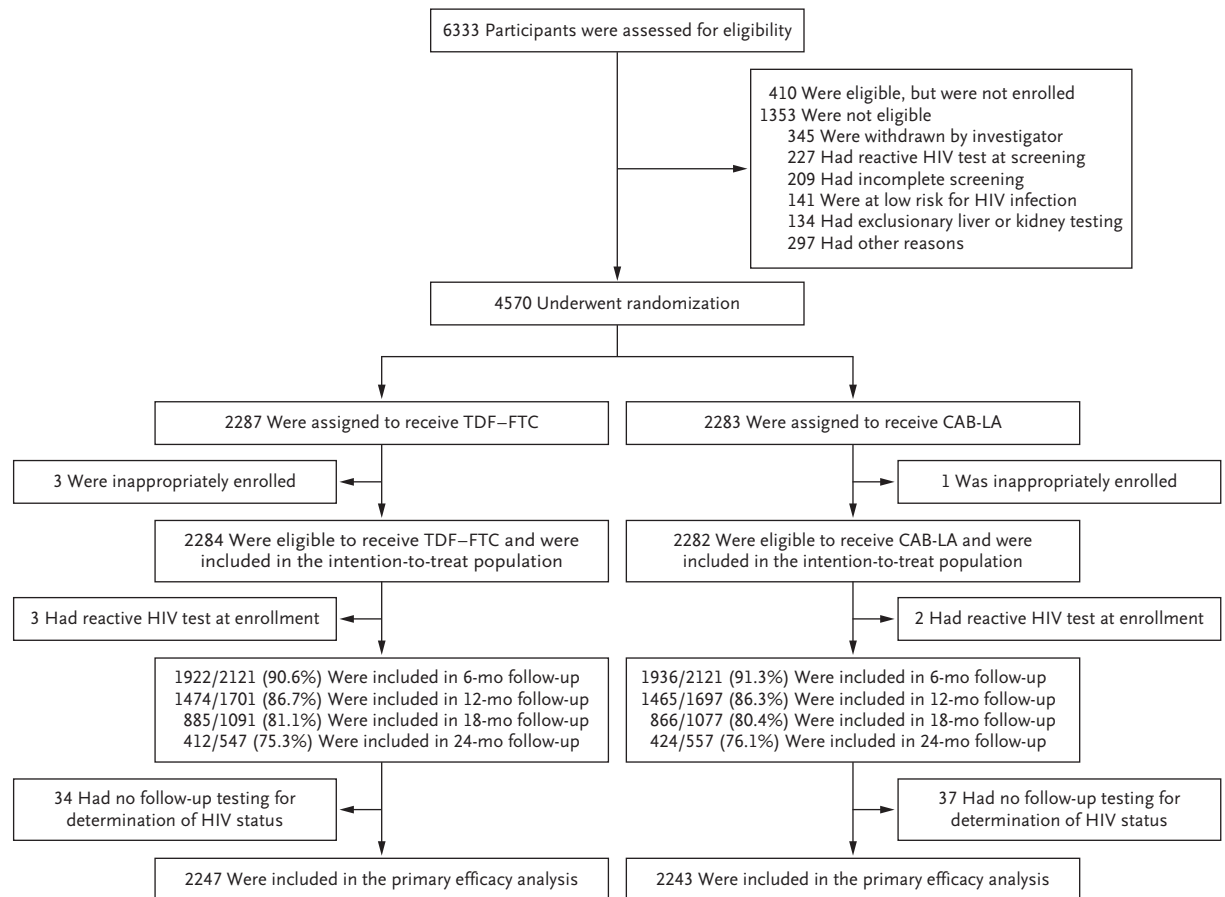 6333 Participants were assessed for eligibility
410 Were eligible, but were not enrolled
1353 Were not eligible
345 Were withdrawn by investigator
227 Had reactive HIV test at screening
209 Had incomplete screening
141 Were at low risk for HIV infection
134 Had exclusionary liver or kidney testing
297 Had other reasons
4570 Underwent randomization
2287 Were assigned to receive TDF–FTC
2283 Were assigned to receive CAB-LA
3 Were inappropriately enrolled
1 Was inappropriately enrolled
2284 Were eligible to receive TDF–FTC and were
included in the intention-to-treat population
2282 Were eligible to receive CAB-LA and were
included in the intention-to-treat population
3 Had reactive HIV test at enrollment
2 Had reactive HIV test at enrollment
1922/2121 (90.6%) Were included in 6-mo follow-up
1474/1701 (86.7%) Were included in 12-mo follow-up
885/1091 (81.1%) Were included in 18-mo follow-up
412/547 (75.3%) Were included in 24-mo follow-up
1936/2121 (91.3%) Were included in 6-mo follow-up
1465/1697 (86.3%) Were included in 12-mo follow-up
866/1077 (80.4%) Were included in 18-mo follow-up
424/557 (76.1%) Were included in 24-mo follow-up
34 Had no follow-up testing for
determination of HIV status
37 Had no follow-up testing for
determination of HIV status
2247 Were included in the primary efficacy analysis
2243 Were included in the primary efficacy analysis